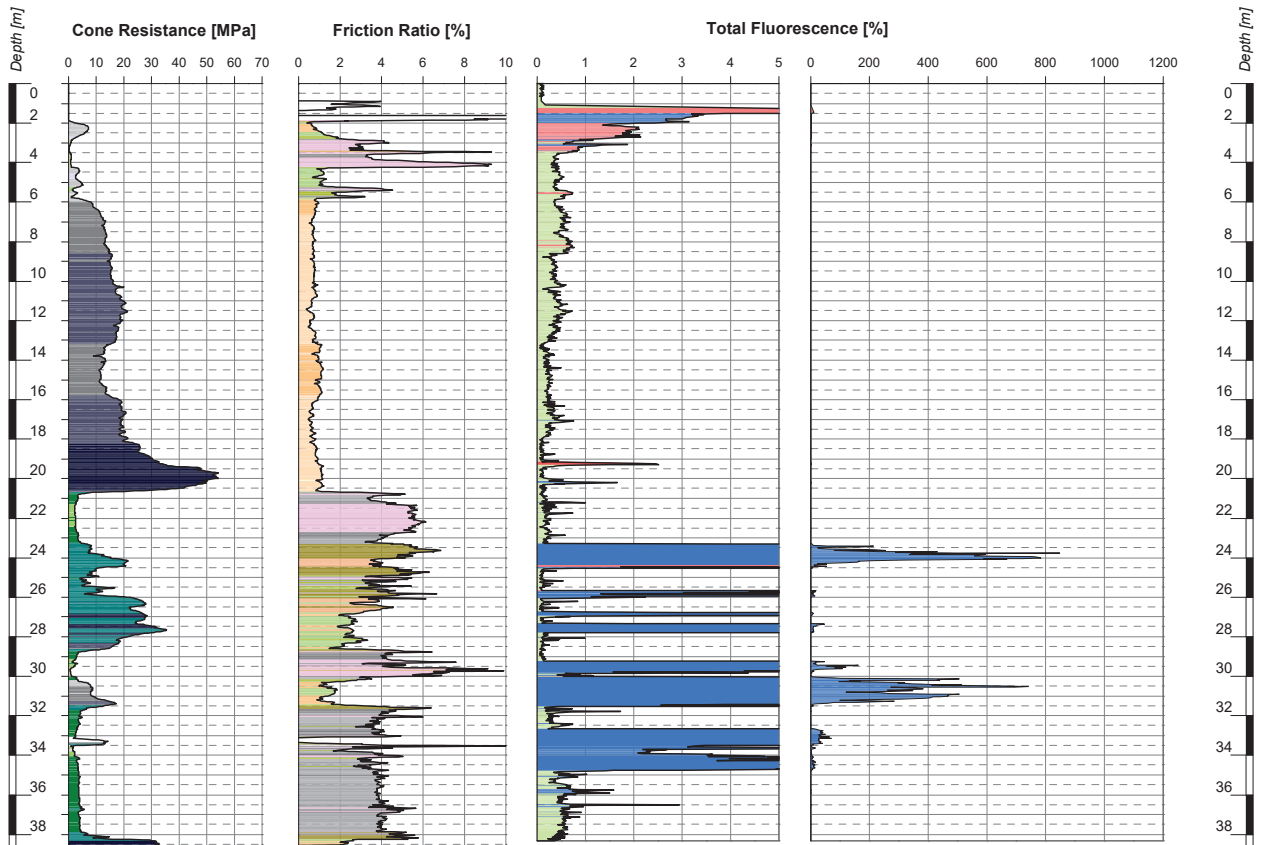 Depth [m]
Cone Resistance [MPa]
Friction Ratio [%]
Total Fluorescence [%]
Depth [m]
0 10 20 30 40 50 60 70
0 2 4 6 8 10
0 1 2 3 4 5
0 200 400 600 800 1000 1200
0 0
2 2
4 4
6 6
8 8
10 10
12 12
14 14
16 16
18 18
20 20
22 22
24 24
26 26
28 28
30 30
32 32
34 34
36 36
38 38